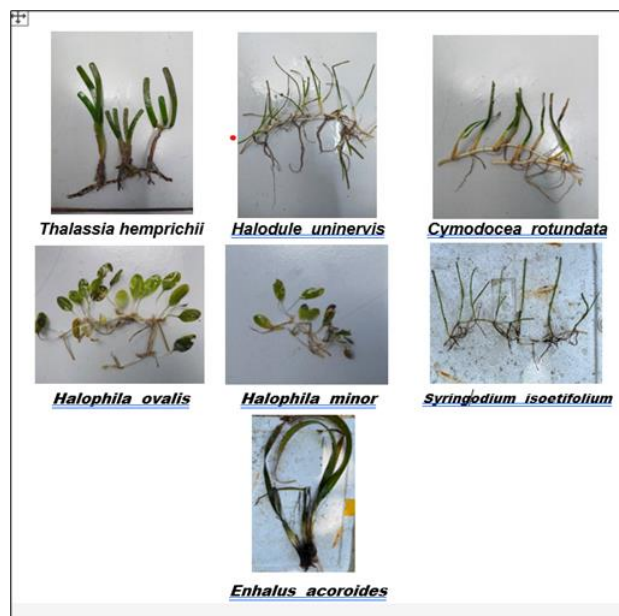 Thalassia hemprichii Halodule uninervis Cymodocea rotundata
Halophila ovalis Halophila minor Syringodium isoetifolium
Enhalus acoroides